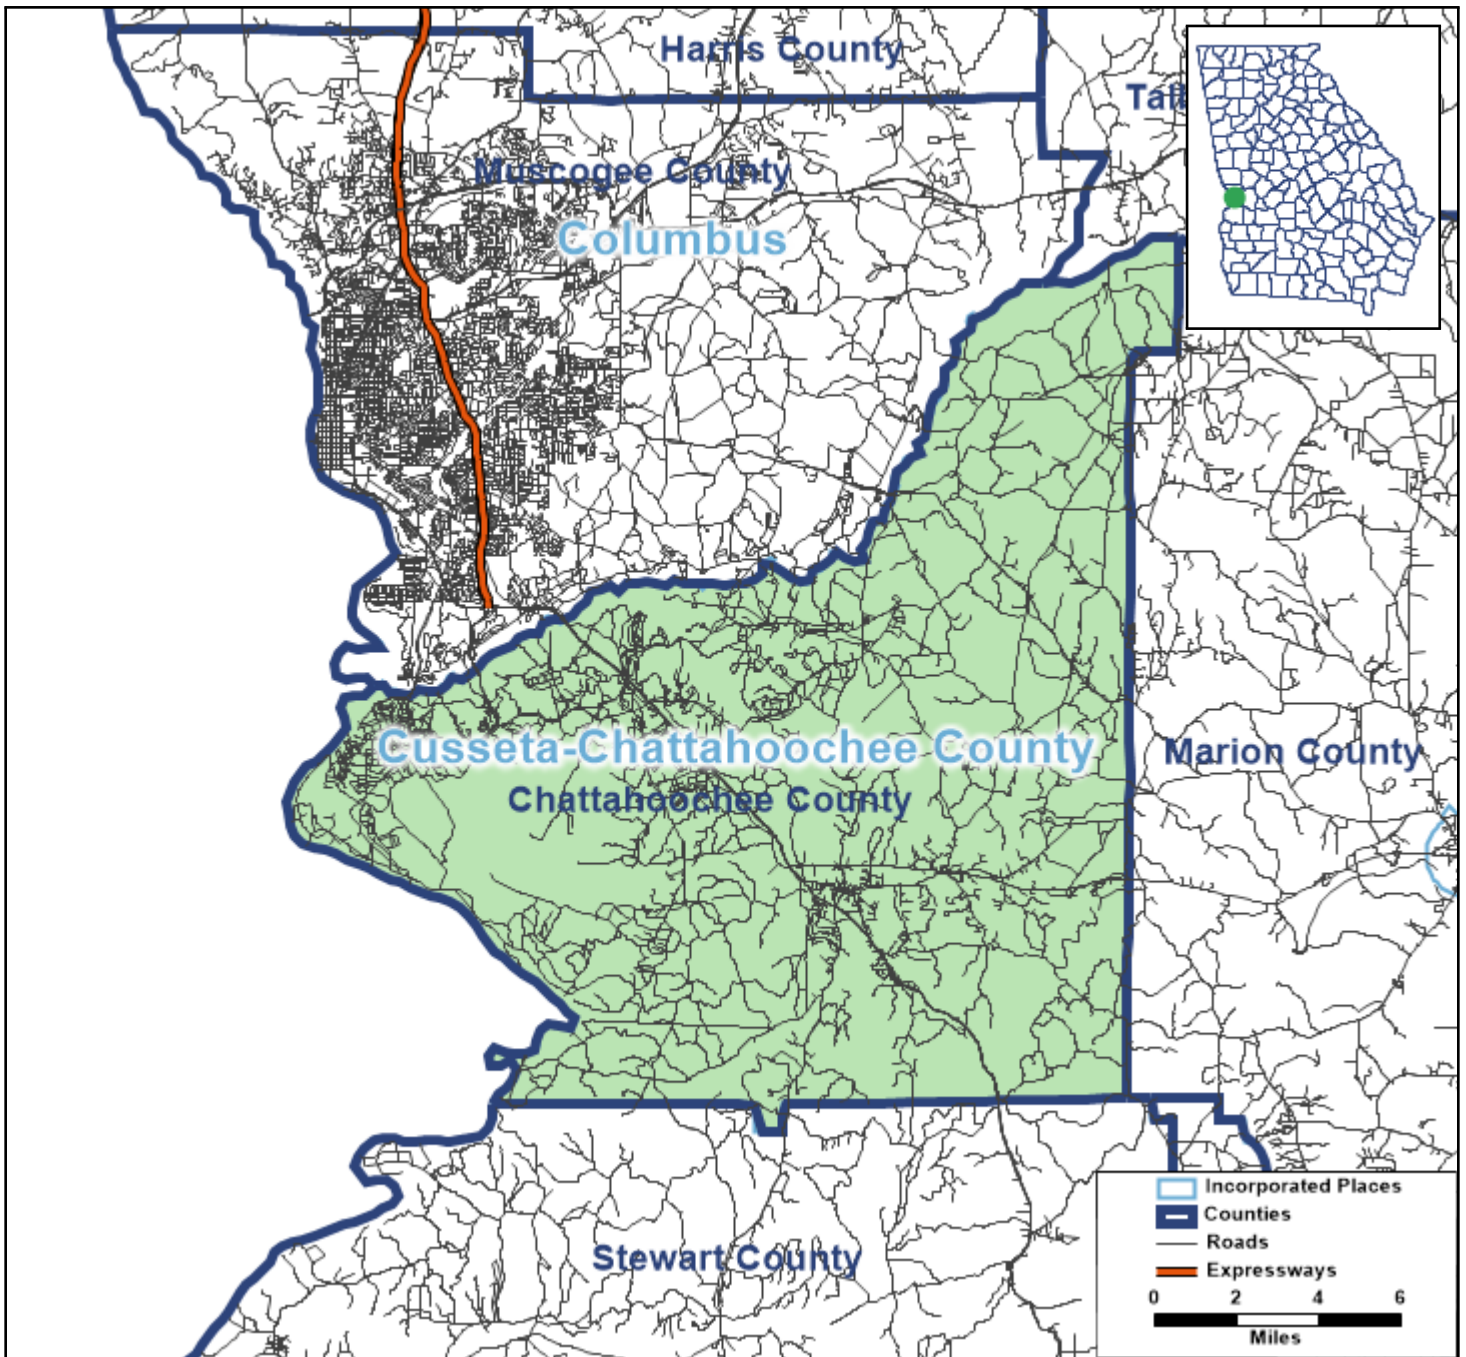 Harris County
Tal
Muscogee County
Columbus
Cusseta-Chattahoochee County
Marion County
Chattahoochee County
Stewart County
Incorporated Places
Counties
Roads
Expressways
0 2 4 6
Miles